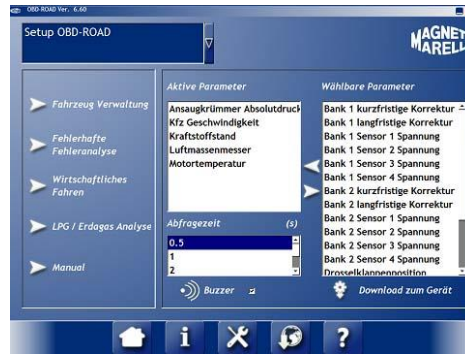 OBD ROAD Ver. 6.60
Setup OBD-ROAD
MAGNET
MARELL
Fahrzeug Verwaltung
Fehlerhafte
Fehleranalyse
Wirtschaftliches
Fahren
LPG / Erdagas Analyse
Manual
Aktive Parameter
Ansaugkrümmer Absolutdruck
Kfz Geschwindigkeit
Kraftstoffstand
Luftmassenmesser
Motortemperatur
Abfragezeit (s)
0.5
1
2
Buzzer
Wählbare Parameter
Bank 1 kurzfristige Korrektur
Bank 1 langfristige Korrektur
Bank 1 Sensor 1 Spannung
Bank 1 Sensor 2 Spannung
Bank 1 Sensor 3 Spannung
Bank 1 Sensor 4 Spannung
Bank 2 kurzfristige Korrektur
Bank 2 langfristige Korrektur
Bank 2 Sensor 1 Spannung
Bank 2 Sensor 2 Spannung
Bank 2 Sensor 3 Spannung
Bank 2 Sensor 4 Spannung
Drosselklappenposition
Download zum Gerät
i
?